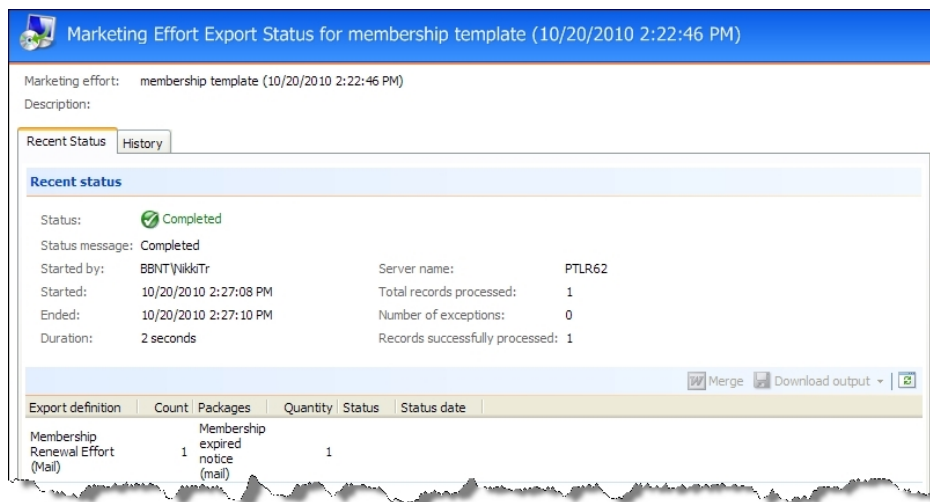 Marketing Effort Export Status for membership template (10/20/2010 2:22:46 PM)
Marketing effort: membership template (10/20/2010 2:22:46 PM)
Description:
Recent Status History
Recent status
Status: Completed
Status message: Completed
Started by: BBNT\NikkiTr Server name: PTLR62
Started: 10/20/2010 2:27:08 PM Total records processed: 1
Ended: 10/20/2010 2:27:10 PM Number of exceptions: 0
Duration: 2 seconds Records successfully processed: 1
Merge Download output
Export definition Count Packages Quantity Status Status date
Membership Renewal Effort (Mail) 1 Membership expired notice (mail) 1